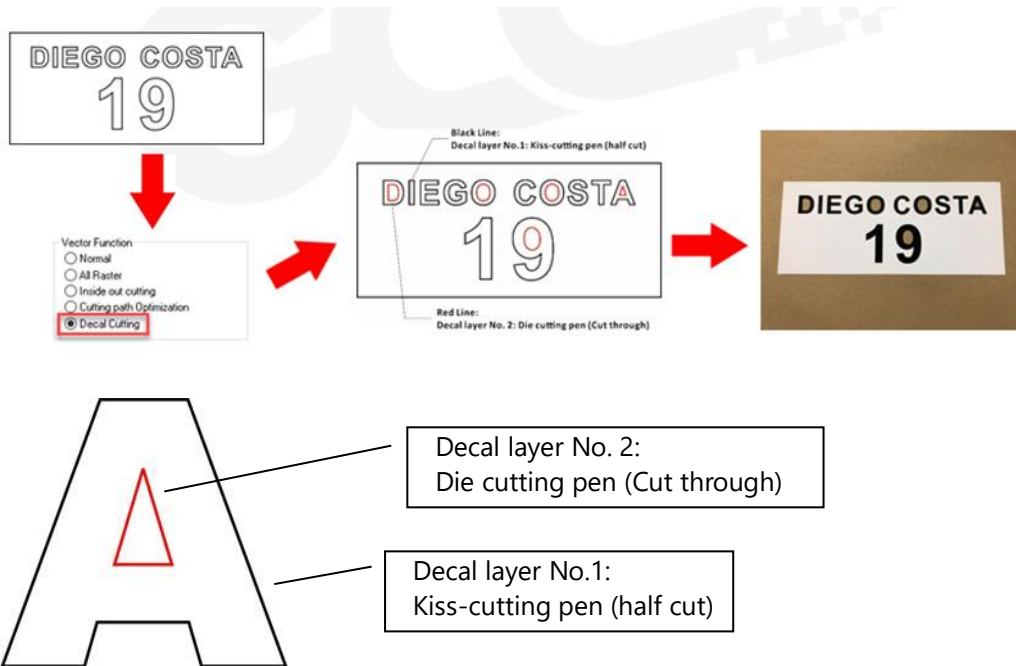 DIEGO COSTA
19
Vector Function
Normal
All Raster
Inside out cutting
Cutting path Optimization
Decal Cutting
Black Line:
Decal layer No.1: Kiss-cutting pen (half cut)
DIEGO COSTA
19
Red Line:
Decal layer No. 2: Die cutting pen (Cut through)
DIEGO COSTA
19
A
Decal layer No. 2:
Die cutting pen (Cut through)
Decal layer No.1:
Kiss-cutting pen (half cut)